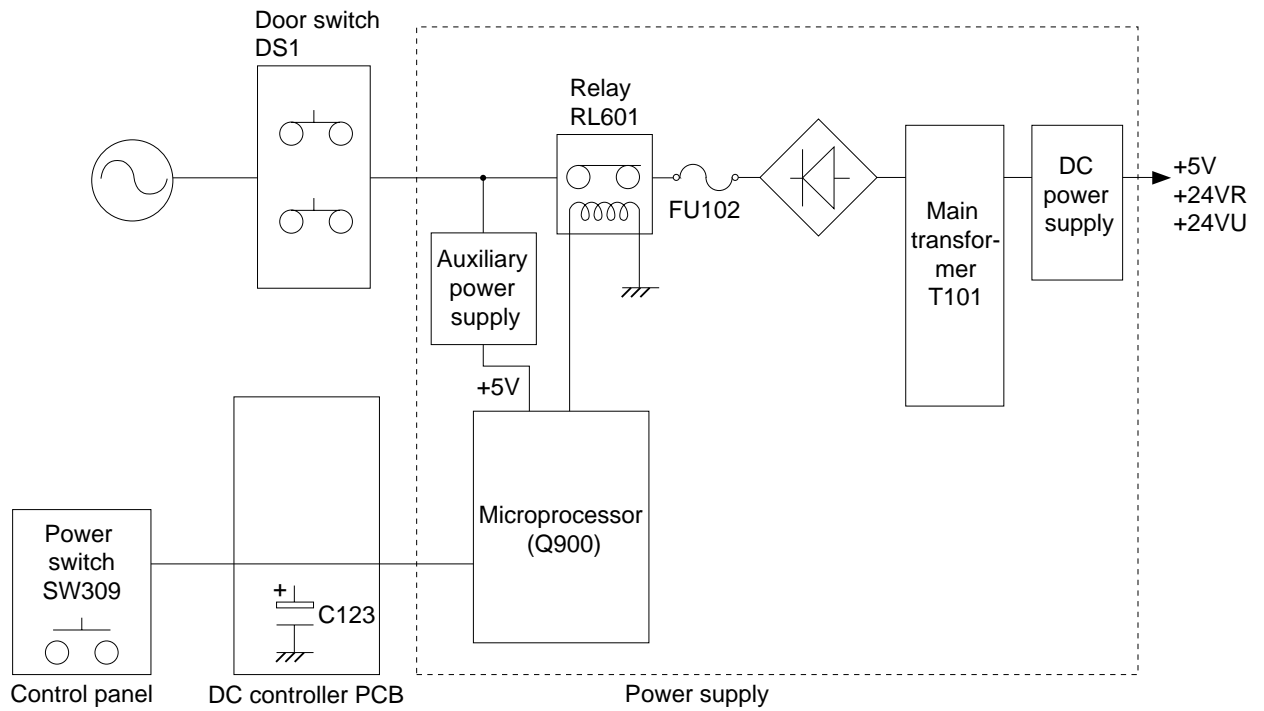 Door switch
DS1
Relay
RL601
FU102
Main
transfor-
mer
T101
DC
power
supply
+5V
+24VR
+24VU
Auxiliary
power
supply
+5V
Microprocessor
(Q900)
Power
switch
SW309
+
C123
Control panel
DC controller PCB
Power supply